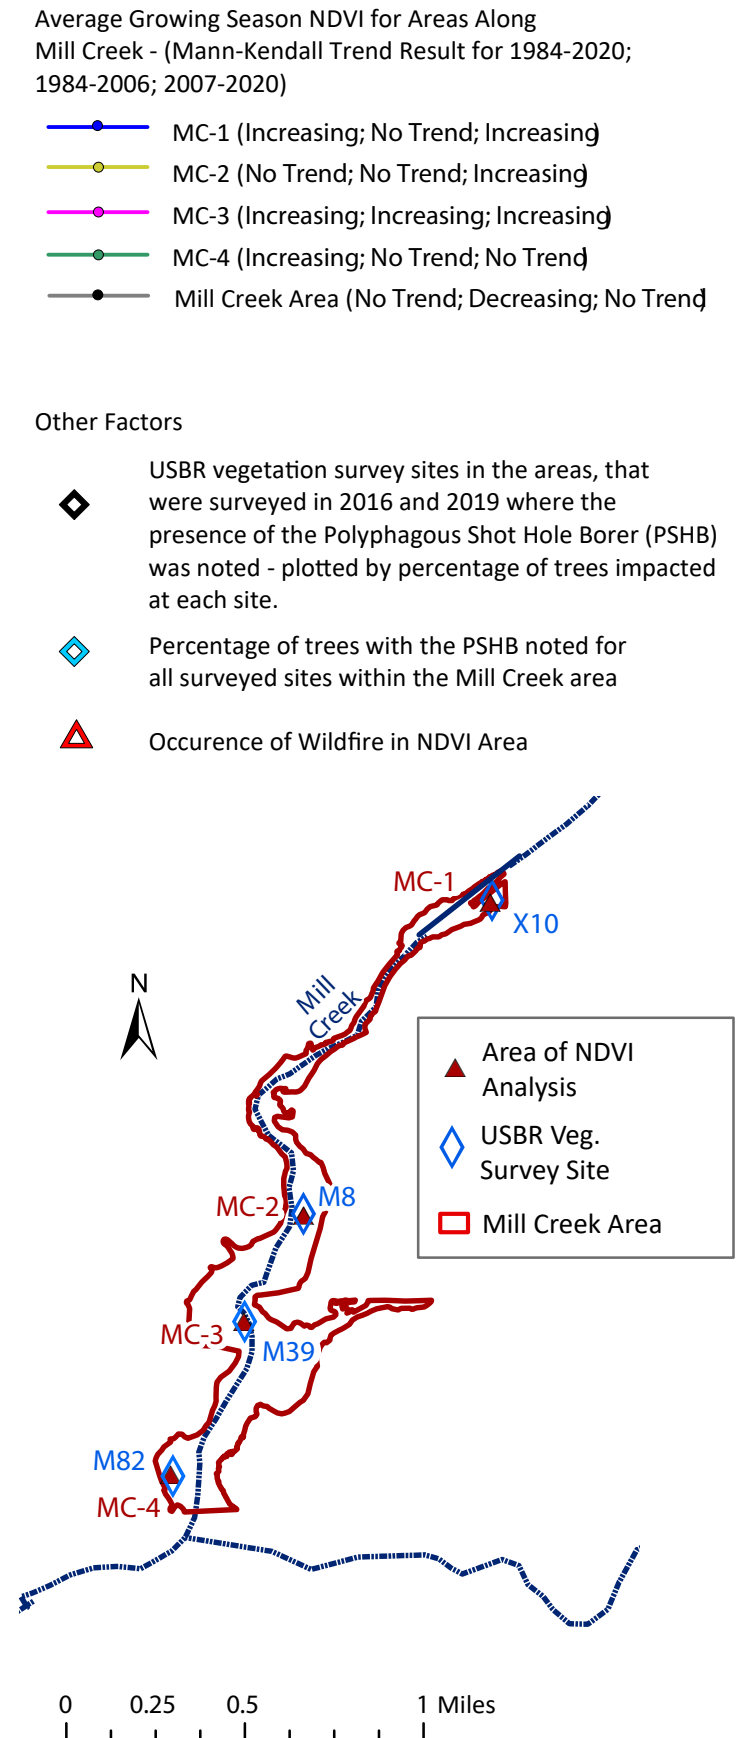 Average Growing Season NDVI for Areas Along
Mill Creek - (Mann-Kendall Trend Result for 1984-2020;
1984-2006; 2007-2020)
MC-1 (Increasing; No Trend; Increasing)
MC-2 (No Trend; No Trend; Increasing)
MC-3 (Increasing; Increasing; Increasing)
MC-4 (Increasing; No Trend; No Trend)
Mill Creek Area (No Trend; Decreasing; No Trend)
Other Factors
USBR vegetation survey sites in the areas, that
were surveyed in 2016 and 2019 where the
presence of the Polyphagous Shot Hole Borer (PSHB)
was noted - plotted by percentage of trees impacted
at each site.
Percentage of trees with the PSHB noted for
all surveyed sites within the Mill Creek area
Occurence of Wildfire in NDVI Area
MC-1
X10
N
Mill
Creek
Area of NDVI
Analysis
USBR Veg.
Survey Site
Mill Creek Area
MC-2
M8
MC-3
M39
M82
MC-4
0 0.25 0.5 1 Miles